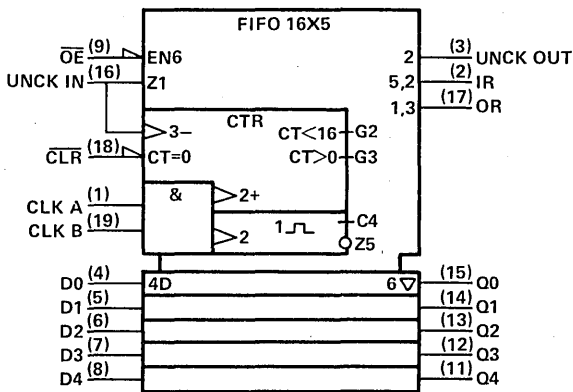 FIFO 16X5
OE (9) EN6 2 (3) UNCK OUT
UNCK IN (16) Z1 5,2 (2) IR
1,3 (17) OR
CTR
3– CT<16 G2
CLR (18) CT=0 CT>0 G3
&
CLK A (1) 2+
CLK B (19) 2 1 C4
Z5
D0 (4) 4D 6 ▽ (15) Q0
D1 (5) (14) Q1
D2 (6) (13) Q2
D3 (7) (12) Q3
D4 (8) (11) Q4